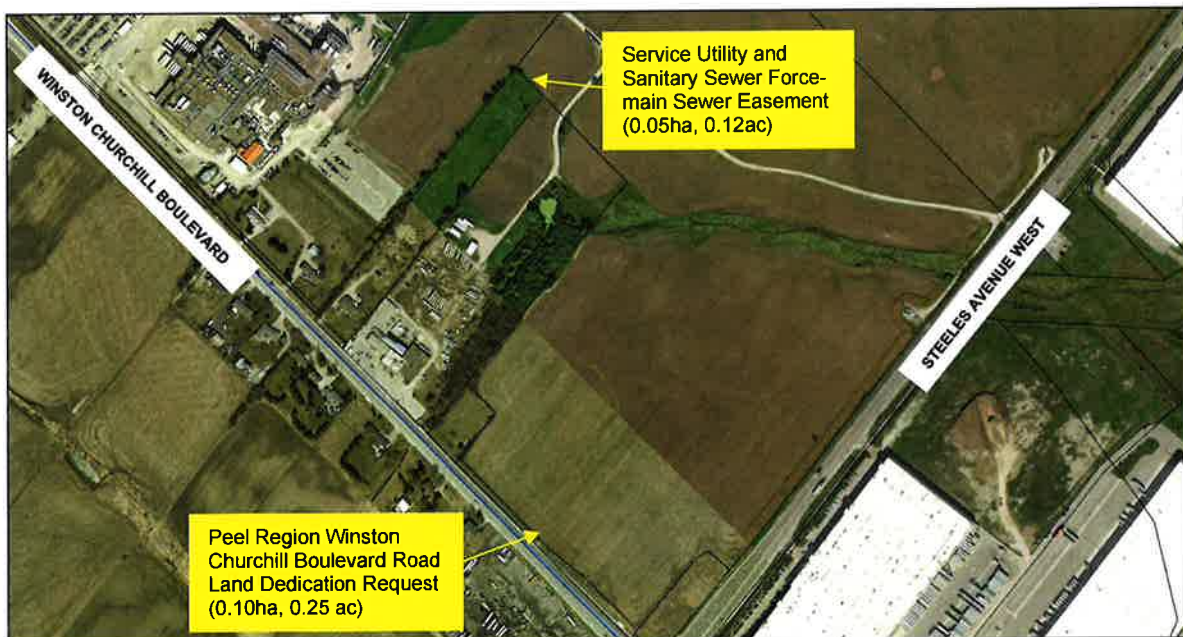 Service Utility and
Sanitary Sewer Force-
main Sewer Easement
(0.05ha, 0.12ac)
WINSTON CHURCHILL BOULEVARD
STEELES AVENUE WEST
Peel Region Winston
Churchill Boulevard Road
Land Dedication Request
(0.10ha, 0.25 ac)